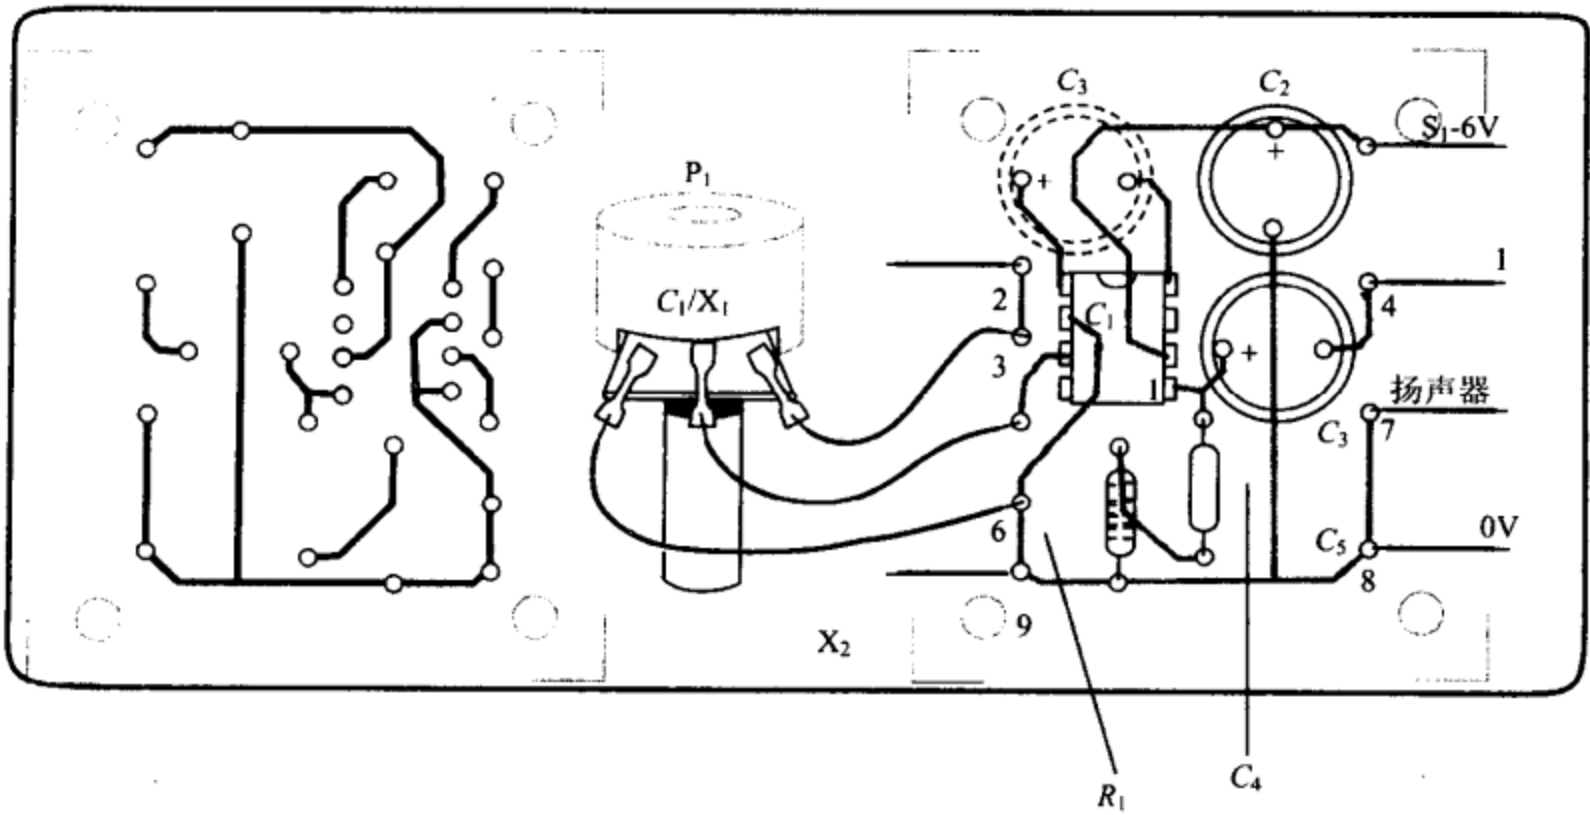 C₃
C₂
S₁-6V
+
+
P₁
1
2
C₁/X₁
C₁
4
3
+
1
扬声器
C₃
7
6
C₅
0V
8
9
X₂
C₄
R₁